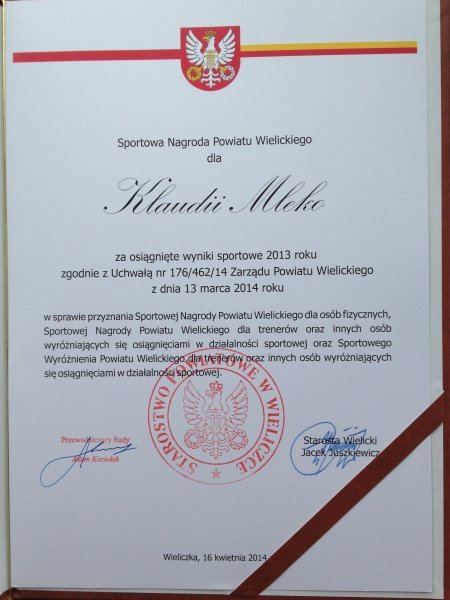 Sportowa Nagroda Powiatu Wielickiego
dla
Klaudii Mleko
za osiągnięte wyniki sportowe 2013 roku
zgodnie z Uchwałą nr 176/462/14 Zarządu Powiatu Wielickiego
z dnia 13 marca 2014 roku
w sprawie przyznania Sportowej Nagrody Powiatu Wielickiego dla osób fizycznych,
Sportowej Nagrody Powiatu Wielickiego dla trenerów oraz innych osób
wyróżniających się osiągnięciami w działalności sportowej oraz Sportowego
Wyróżnienia Powiatu Wielickiego dla trenerów oraz innych osób wyróżniających
się osiągnięciami w działalności sportowej.
STAROSTWO POWIATOWE W WIELICZCE
Przewodniczący Rady
Adam Kociołek
Starosta Wielicki
Jacek Juszkiewicz
Wieliczka, 16 kwietnia 2014